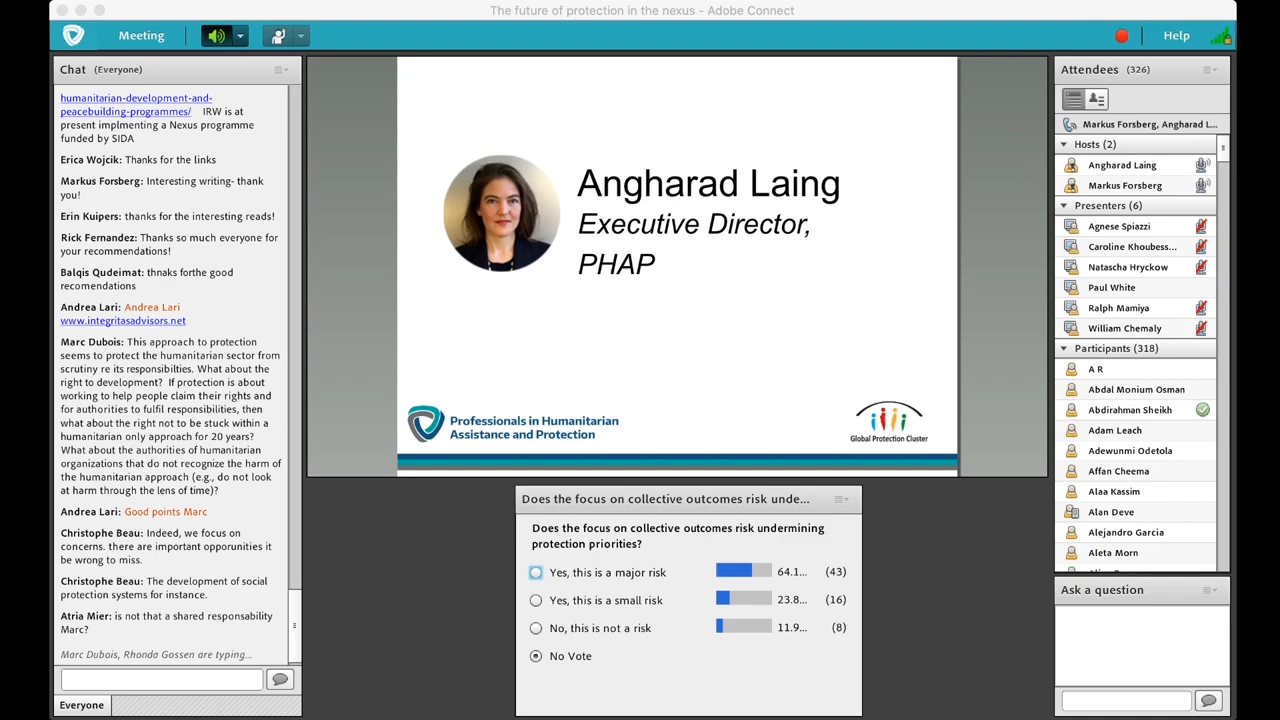 The future of protection in the nexus - Adobe Connect
Meeting
Help
Chat (Everyone)
humanitarian-development-and-
peacebuilding-programmes/ IRW is at
present implmenting a Nexus programme
funded by SIDA
Erica Wojcik: Thanks for the links
Markus Forsberg: Interesting writing- thank
you!
Erin Kuipers: thanks for the interesting reads!
Rick Fernandez: Thanks so much everyone for
your recommendations!
Balqis Qudeimat: thnaks forthe good
recomendations
Andrea Lari: Andrea Lari
www.integritasadvisors.net
Marc Dubois: This approach to protection
seems to protect the humanitarian sector from
scrutiny re its responsibilties. What about the
right to development? If protection is about
working to help people claim their rights and
for authorities to fulfil responsibilities, then
what about the right not to be stuck within a
humanitarian only approach for 20 years?
What about the authorities of humanitarian
organizations that do not recognize the harm of
the humanitarian approach (e.g., do not look
at harm through the lens of time)?
Andrea Lari: Good points Marc
Christophe Beau: Indeed, we focus on
concerns. there are important opporunities it
be wrong to miss.
Christophe Beau: The development of social
protection systems for instance.
Atria Mier: is not that a shared responsability
Marc?
Marc Dubois, Rhonda Gossen are typing...
Everyone
Angharad Laing
Executive Director,
PHAP
Professionals in Humanitarian
Assistance and Protection
Global Protection Cluster
Does the focus on collective outcomes risk unde...
Does the focus on collective outcomes risk undermining
protection priorities?
Yes, this is a major risk 64.1... (43)
Yes, this is a small risk 23.8... (16)
No, this is not a risk 11.9... (8)
No Vote
Attendees (326)
Markus Forsberg, Angharad L...
Hosts (2)
Angharad Laing
Markus Forsberg
Presenters (6)
Agnese Spiazzi
Caroline Khoubess...
Natascha Hryckow
Paul White
Ralph Mamiya
William Chemaly
Participants (318)
A R
Abdal Monium Osman
Abdirahman Sheikh
Adam Leach
Adewunmi Odetola
Affan Cheema
Alaa Kassim
Alan Deve
Alejandro Garcia
Aleta Morn
Ask a question